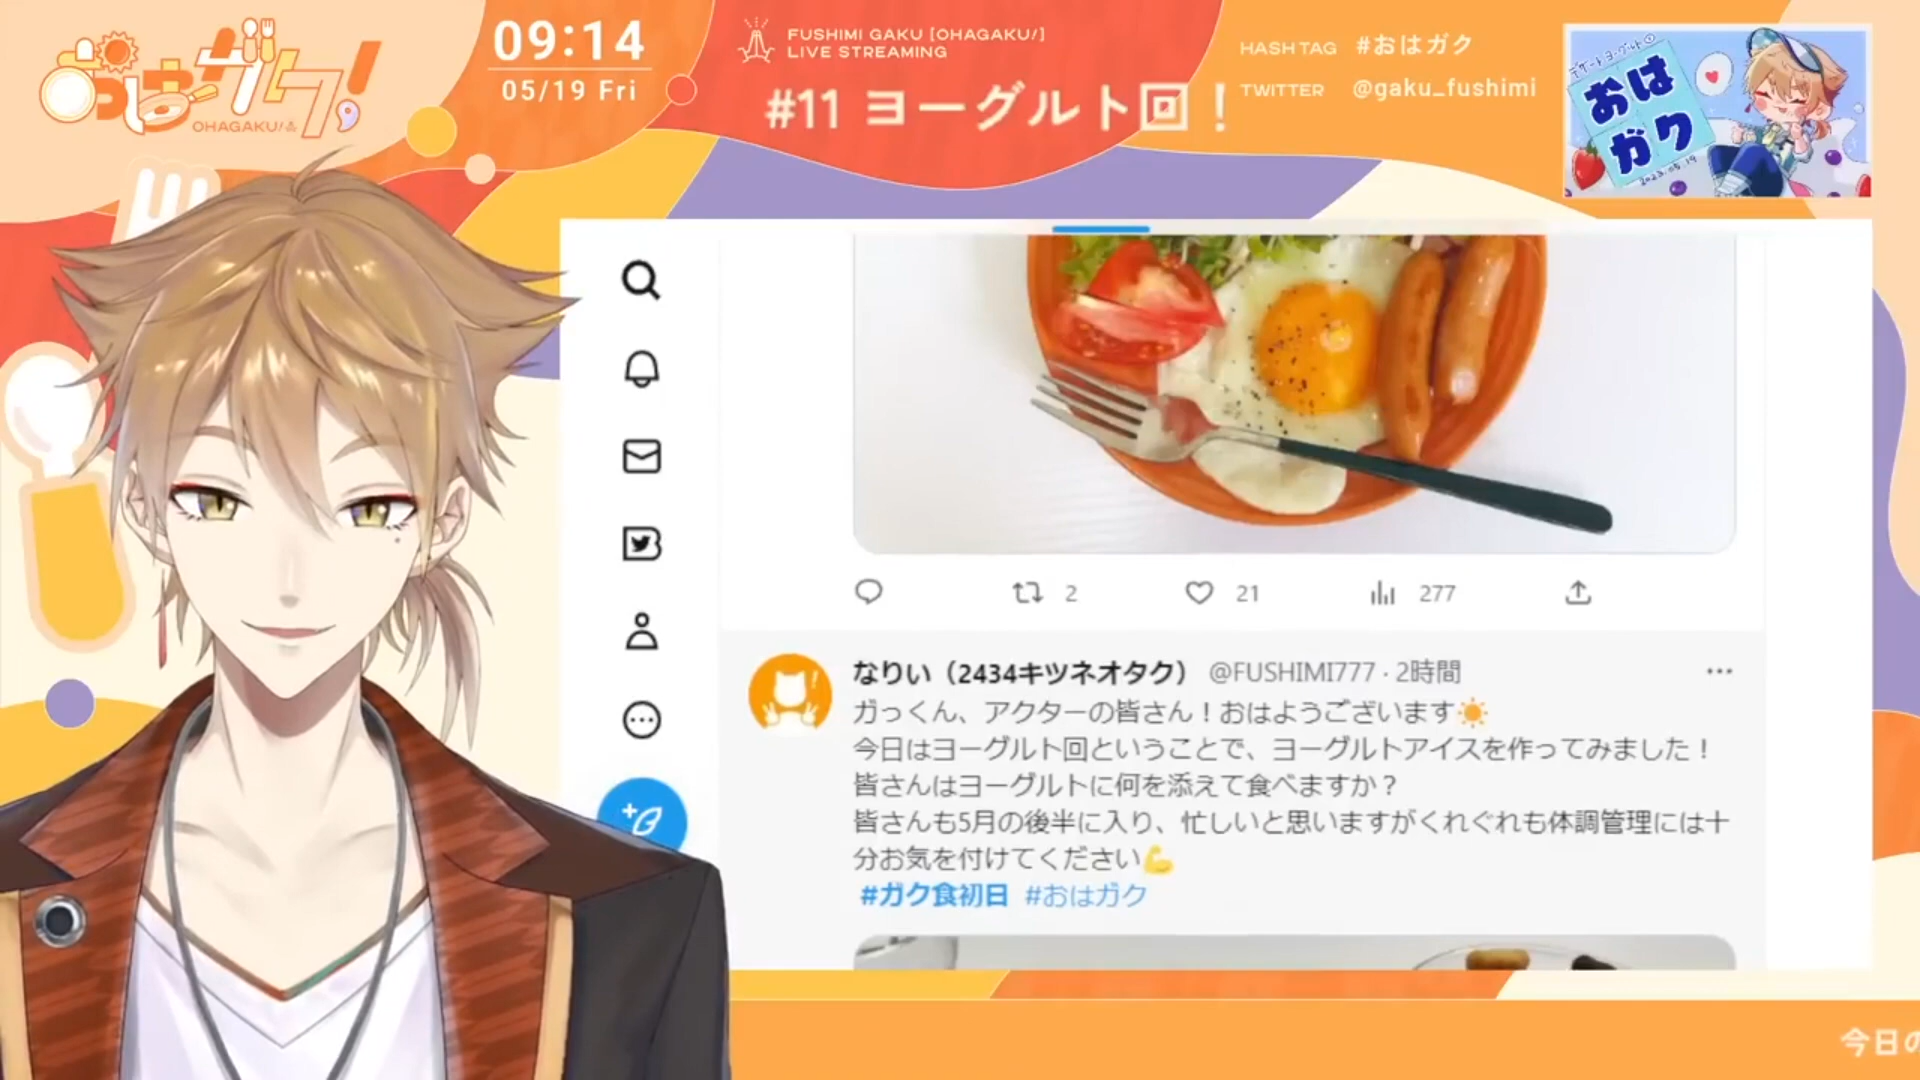 おはガク!
OHAGAKU!
09:14
05/19 Fri
FUSHIMI GAKU [OHAGAKU!]
LIVE STREAMING
#11 ヨーグルト回！
HASH TAG #おはガク
TWITTER @gaku_fushimi
おは
ガク
2023.05.19
2
21
277
なりい（2434キツネオタク） @FUSHIMI777 · 2時間
ガっくん、アクターの皆さん！おはようございます☀
今日はヨーグルト回ということで、ヨーグルトアイスを作ってみました！
皆さんはヨーグルトに何を添えて食べますか？
皆さんも5月の後半に入り、忙しいと思いますがくれぐれも体調管理には十
分お気を付けてください💪
#ガク食初日 #おはガク
今日の